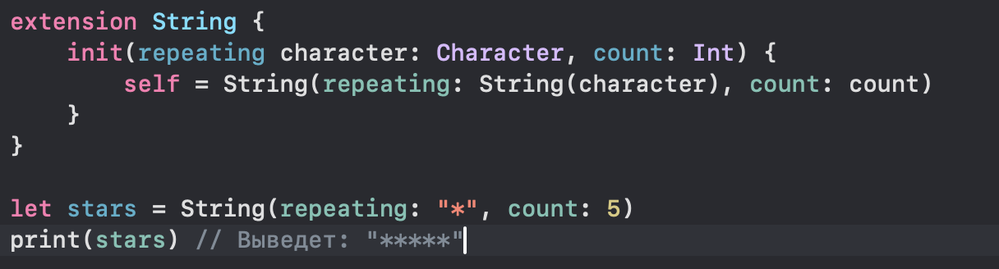 extension String {
    init(repeating character: Character, count: Int) {
        self = String(repeating: String(character), count: count)
    }
}

let stars = String(repeating: "*", count: 5)
print(stars) // Выведет: "*****"